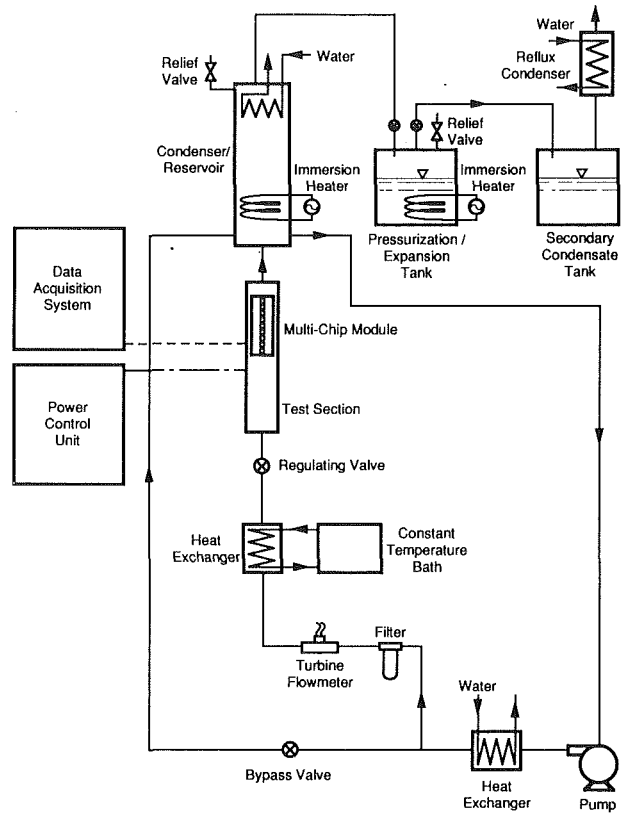 Water
Reflux
Condenser
Relief
Valve
Water
Relief
Valve
Condenser/
Reservoir
Immersion
Heater
Immersion
Heater
Pressurization /
Expansion
Tank
Secondary
Condensate
Tank
Data
Acquisition
System
Multi-Chip Module
Power
Control
Unit
Test Section
Regulating Valve
Heat
Exchanger
Constant
Temperature
Bath
Filter
Turbine
Flowmeter
Water
Bypass Valve
Heat
Exchanger
Pump